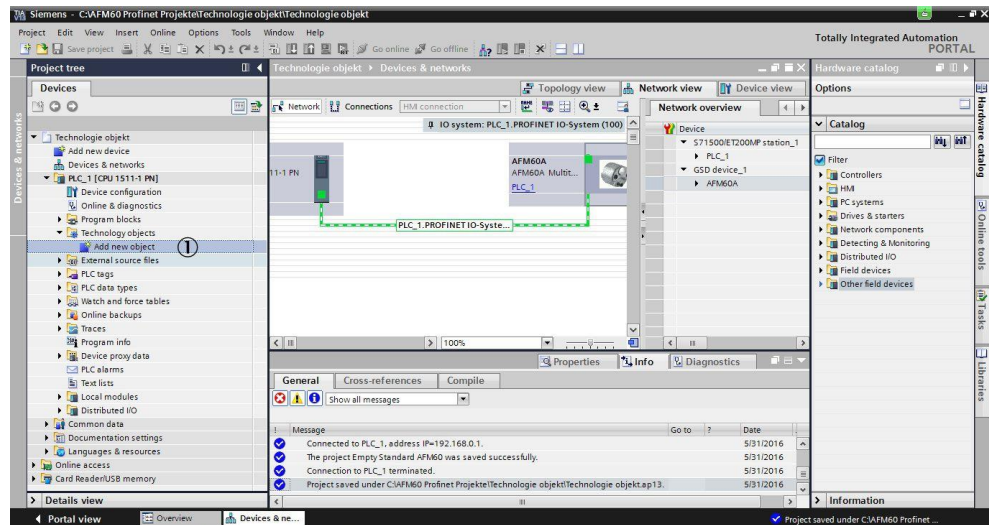 Siemens - C:\AFM60 Profinet Projekte\Technologie objekt\Technologie objekt
Project Edit View Insert Online Options Tools Window Help
Totally Integrated Automation
PORTAL
Save project
Go online
Go offline
Project tree
Technologie objekt
Devices & networks
Hardware catalog
Devices
Topology view
Network view
Device view
Options
Network
Connections
HMI connection
Network overview
IO system: PLC_1.PROFINET IO-System (100)
Catalog
Technologie objekt
Add new device
Devices & networks
PLC_1 [CPU 1511-1 PN]
Device configuration
Online & diagnostics
Program blocks
Technology objects
Add new object
①
External source files
PLC tags
PLC data types
Watch and force tables
Online backups
Traces
Program info
Device proxy data
PLC alarms
Text lists
Local modules
Distributed I/O
Common data
Documentation settings
Languages & resources
Online access
Card Reader/USB memory
Details view
11-1 PN
AFM60A
AFM60A Multit...
PLC_1
PLC_1.PROFINET IO-Syste...
100%
Device
S71500/ET200MP station_1
PLC_1
GSD device_1
AFM60A
Filter
Controllers
HMI
PC systems
Drives & starters
Network components
Detecting & Monitoring
Distributed I/O
Field devices
Other field devices
Information
Devices & networks
Hardware catalog
Online tools
Tasks
Libraries
Properties
Info
Diagnostics
General
Cross-references
Compile
Show all messages
! Message Go to ? Date
Connected to PLC_1, address IP=192.168.0.1. 5/31/2016
The project Empty Standard AFM60 was saved successfully. 5/31/2016
Connection to PLC_1 terminated. 5/31/2016
Project saved under C:\AFM60 Profinet Projekte\Technologie objekt\Technologie objekt.ap13. 5/31/2016
Portal view
Overview
Devices & ne...
Project saved under C:\AFM60 Profinet ...